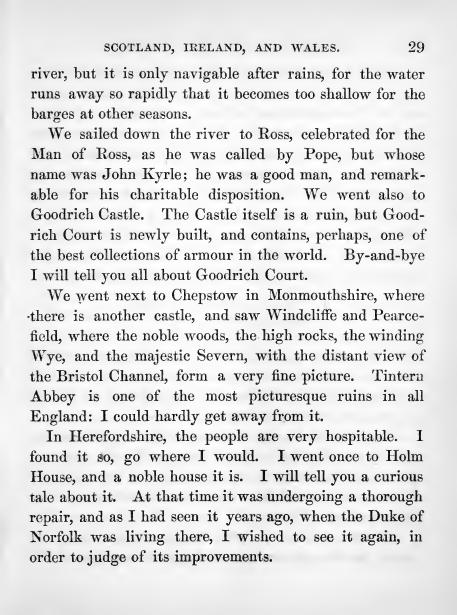 SCOTLAND, IRELAND, AND WALES. 29
river, but it is only navigable after rains, for the water
runs away so rapidly that it becomes too shallow for the
barges at other seasons.
We sailed down the river to Ross, celebrated for the
Man of Ross, as he was called by Pope, but whose
name was John Kyrle; he was a good man, and remark-
able for his charitable disposition. We went also to
Goodrich Castle. The Castle itself is a ruin, but Good-
rich Court is newly built, and contains, perhaps, one of
the best collections of armour in the world. By-and-bye
I will tell you all about Goodrich Court.
We went next to Chepstow in Monmouthshire, where
there is another castle, and saw Windcliffe and Pearce-
field, where the noble woods, the high rocks, the winding
Wye, and the majestic Severn, with the distant view of
the Bristol Channel, form a very fine picture. Tintern
Abbey is one of the most picturesque ruins in all
England: I could hardly get away from it.
In Herefordshire, the people are very hospitable. I
found it so, go where I would. I went once to Holm
House, and a noble house it is. I will tell you a curious
tale about it. At that time it was undergoing a thorough
repair, and as I had seen it years ago, when the Duke of
Norfolk was living there, I wished to see it again, in
order to judge of its improvements.